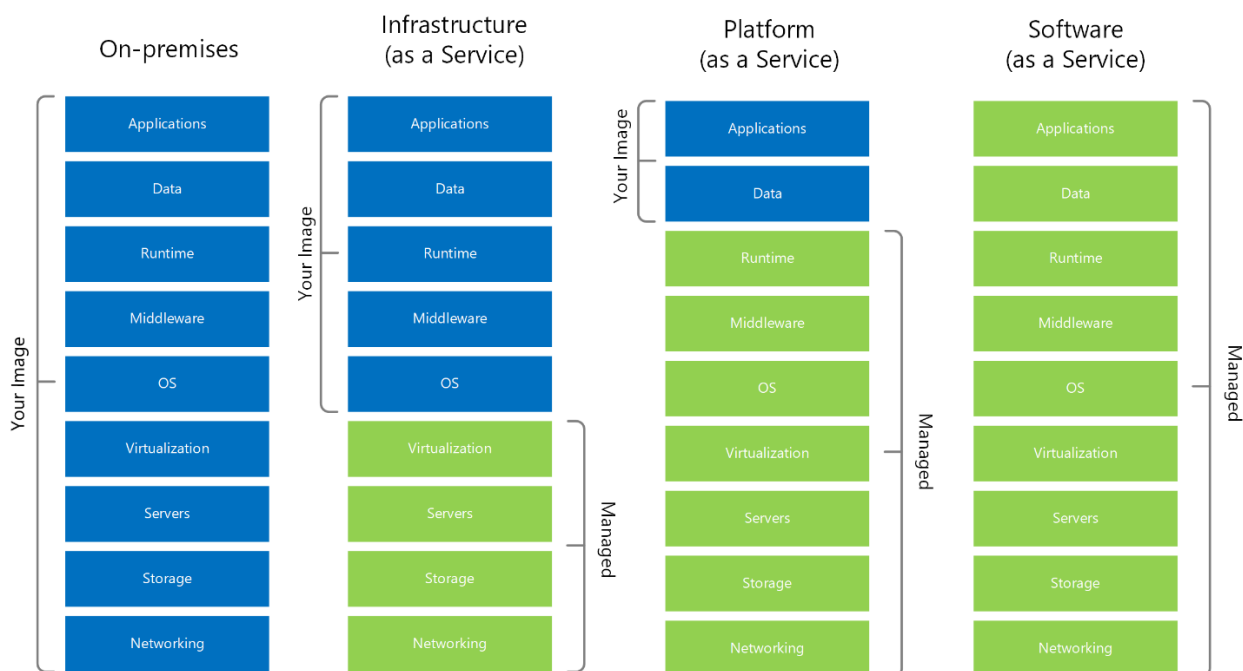 On-premises
Your Image
Applications
Data
Runtime
Middleware
OS
Virtualization
Servers
Storage
Networking
Infrastructure
(as a Service)
Your Image
Applications
Data
Runtime
Middleware
OS
Virtualization
Servers
Storage
Networking
Managed
Platform
(as a Service)
Your Image
Applications
Data
Runtime
Middleware
OS
Virtualization
Servers
Storage
Networking
Managed
Software
(as a Service)
Applications
Data
Runtime
Middleware
OS
Virtualization
Servers
Storage
Networking
Managed